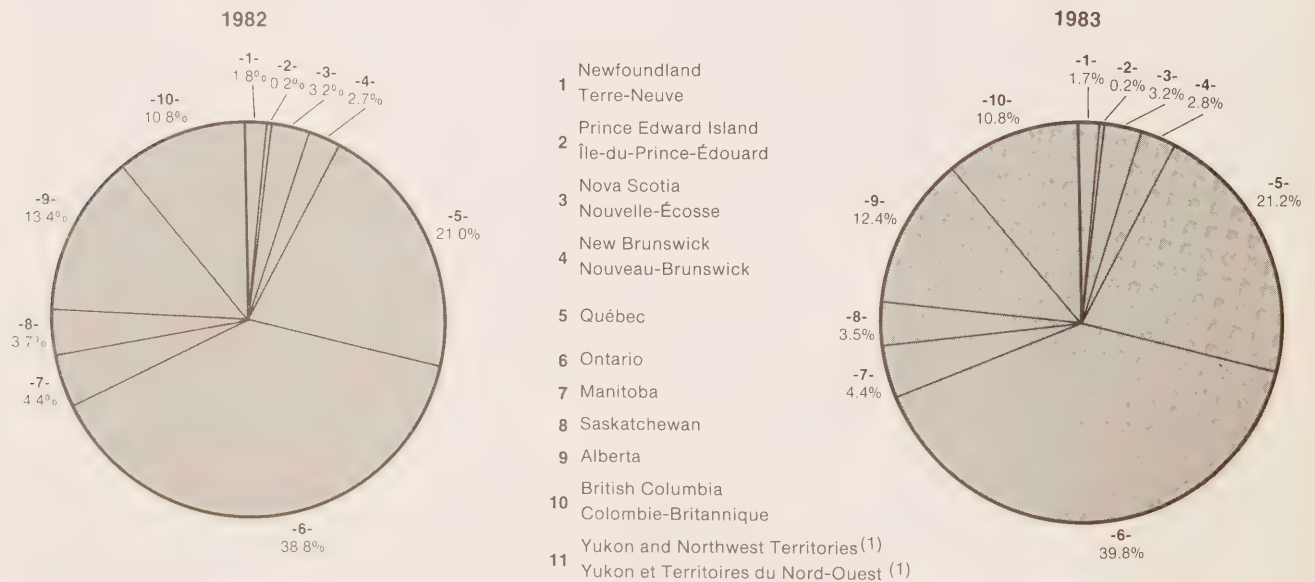 1982
-1-
1 8%
-2-
0 2%
-3-
3 2%
-4-
2.7%
-5-
21 0%
-6-
38 8%
-7-
4 4%
-8-
3 7%
-9-
13 4%
-10-
10 8%
1 Newfoundland
Terre-Neuve
2 Prince Edward Island
Île-du-Prince-Édouard
3 Nova Scotia
Nouvelle-Écosse
4 New Brunswick
Nouveau-Brunswick
5 Québec
6 Ontario
7 Manitoba
8 Saskatchewan
9 Alberta
10 British Columbia
Colombie-Britannique
11 Yukon and Northwest Territories (1)
Yukon et Territoires du Nord-Ouest (1)
1983
-1-
1.7%
-2-
0.2%
-3-
3.2%
-4-
2.8%
-5-
21.2%
-6-
39.8%
-7-
4.4%
-8-
3.5%
-9-
12.4%
-10-
10.8%